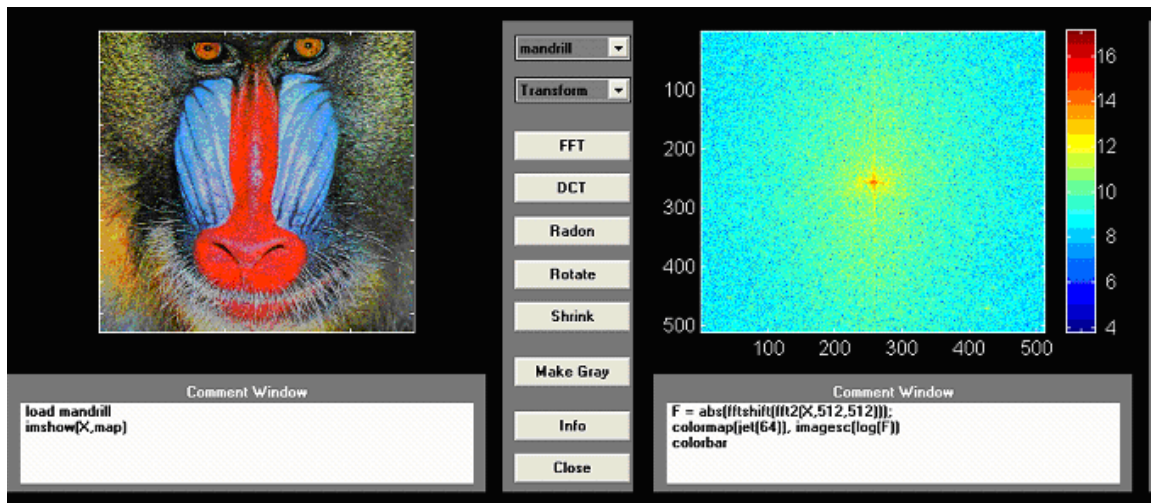 mandrill
Transform
FFT
DCT
Radon
Rotate
Shrink
Make Gray
Info
Close
100
200
300
400
500
100 200 300 400 500
16
14
12
10
8
6
4
Comment Window
load mandrill
imshow(X,map)
Comment Window
F = abs(fftshift(fft2(X,512,512)));
colormap(jet(64)), imagesc(log(F))
colorbar